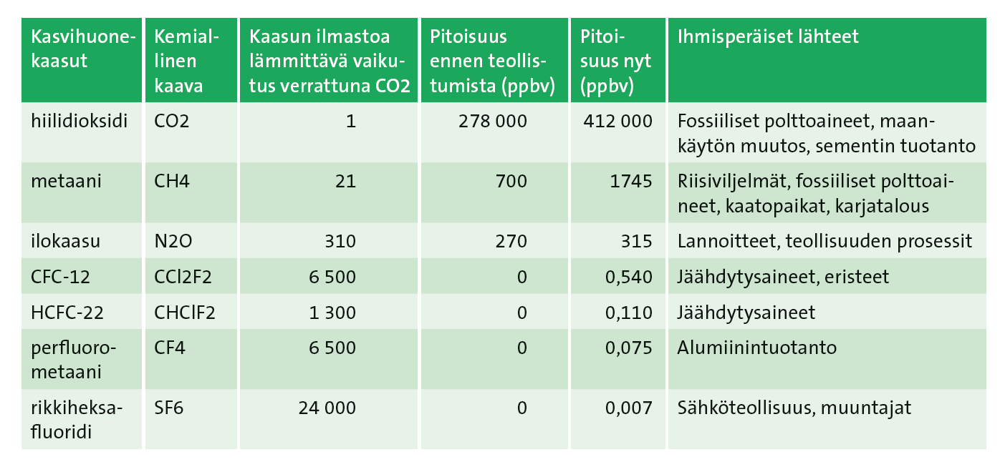 Kasvihuone-
kaasut
Kemial-
linen
kaava
Kaasun ilmastoa
lämmittävä vaiku-
tus verrattuna CO2
Pitoisuus
ennen teollis-
tumista (ppbv)
Pitoi-
suus nyt
(ppbv)
Ihmisperäiset lähteet
hiilidioksidi CO2 1 278 000 412 000 Fossiiliset polttoaineet, maan-
käytön muutos, sementin tuotanto
metaani CH4 21 700 1745 Riisiviljelmät, fossiiliset polttoai-
neet, kaatopaikat, karjatalous
ilokaasu N2O 310 270 315 Lannoitteet, teollisuuden prosessit
CFC-12 CCl2F2 6 500 0 0,540 Jäähdytysaineet, eristeet
HCFC-22 CHClF2 1 300 0 0,110 Jäähdytysaineet
perfluoro-
metaani CF4 6 500 0 0,075 Alumiinintuotanto
rikkiheksa-
fluoridi SF6 24 000 0 0,007 Sähköteollisuus, muuntajat